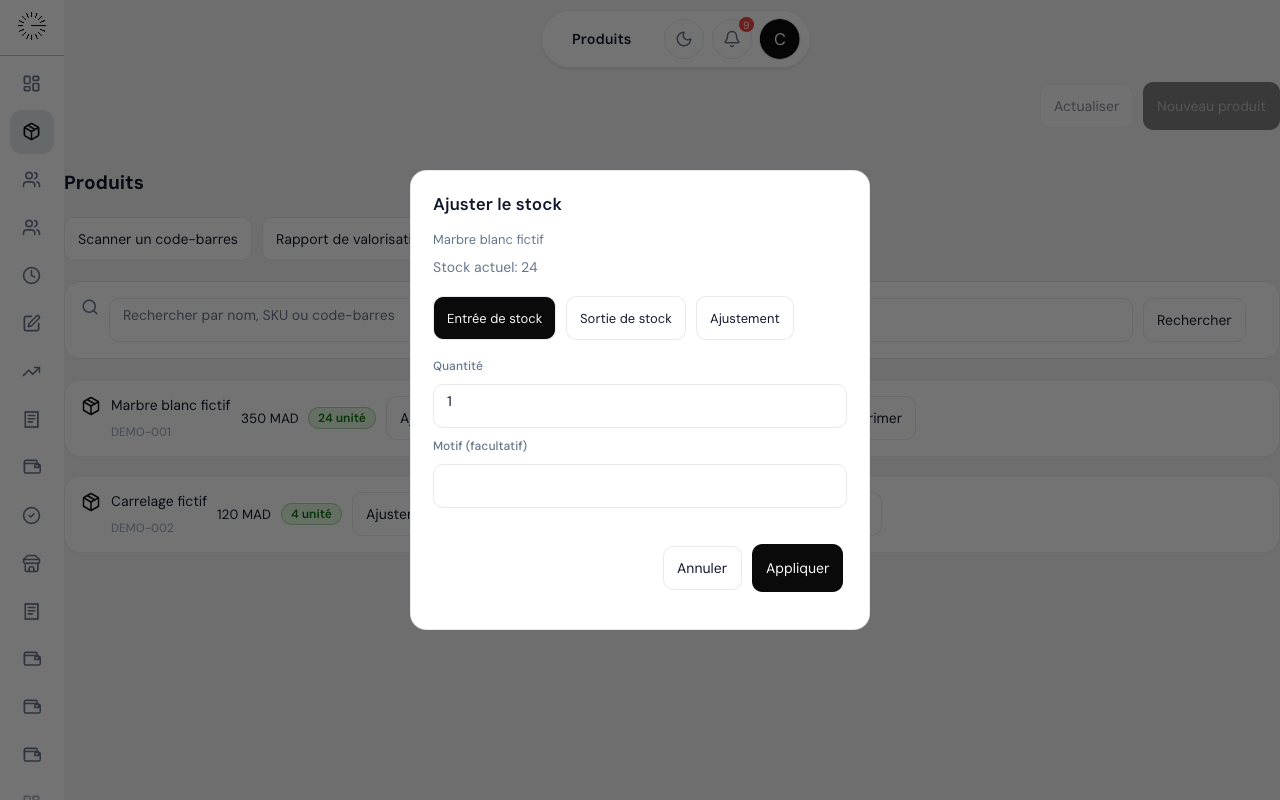 Produits
9
C
Actualiser
Nouveau produit
Produits
Scanner un code-barres
Rapport de valorisati
Rechercher par nom, SKU ou code-barres
Rechercher
Marbre blanc fictif
DEMO-001
350 MAD
24 unité
Carrelage fictif
DEMO-002
120 MAD
4 unité
Ajuster le stock
Marbre blanc fictif
Stock actuel: 24
Entrée de stock
Sortie de stock
Ajustement
Quantité
1
Motif (facultatif)
Annuler
Appliquer